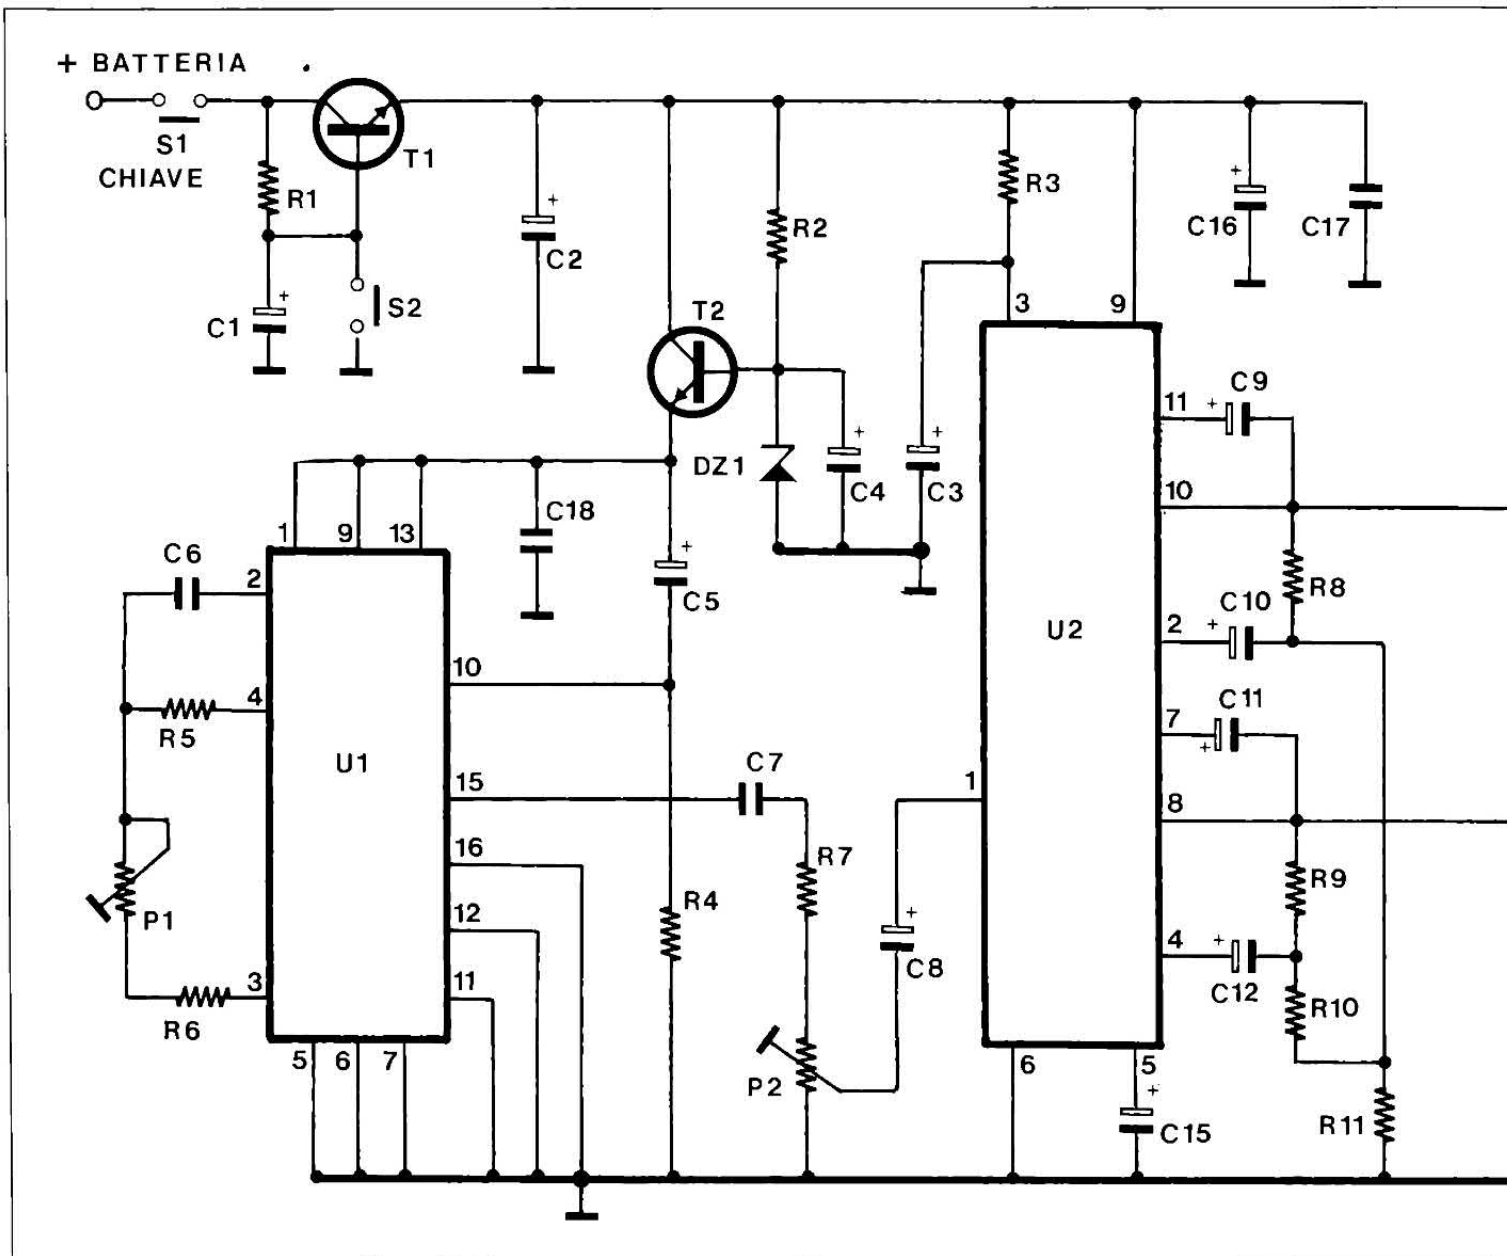 + BATTERIA
S1
CHIAVE
T1
R1
C1
+
S2
+
C2
R2
T2
DZ1
+
C4
+
C3
R3
3
9
+
C16
C17
1
9
13
C18
+
C5
C6
2
4
R5
P1
3
R6
U1
10
15
16
12
11
5
6
7
R4
C7
R7
P2
+
C8
1
U2
11
+
C9
10
R8
2
+
C10
7
+
C11
8
R9
4
+
C12
R10
6
5
+
C15
R11